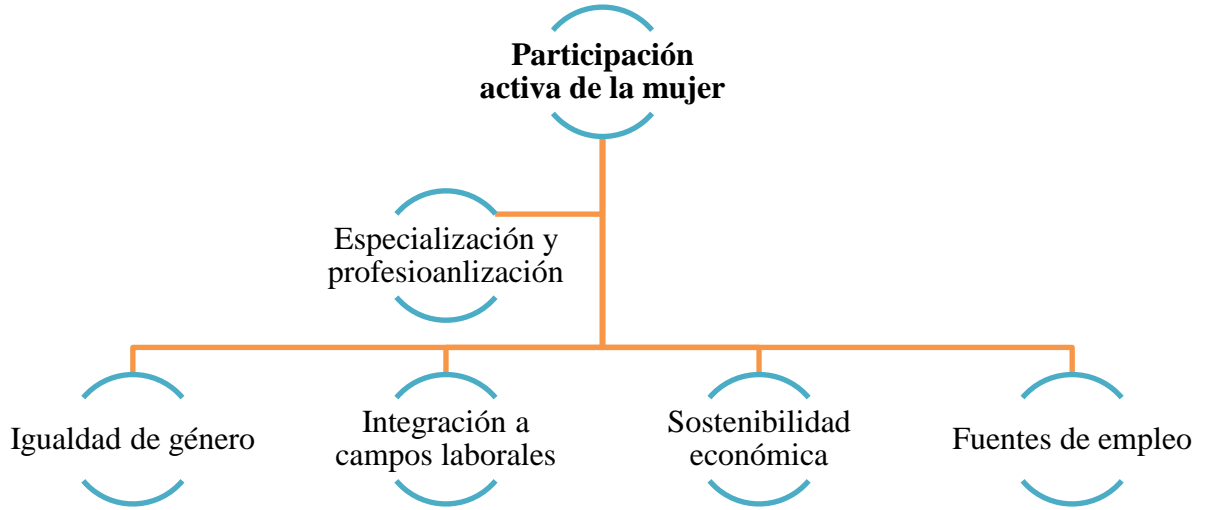 Participación
activa de la mujer
Especialización y
profesioanlización
Igualdad de género
Integración a
campos laborales
Sostenibilidad
económica
Fuentes de empleo